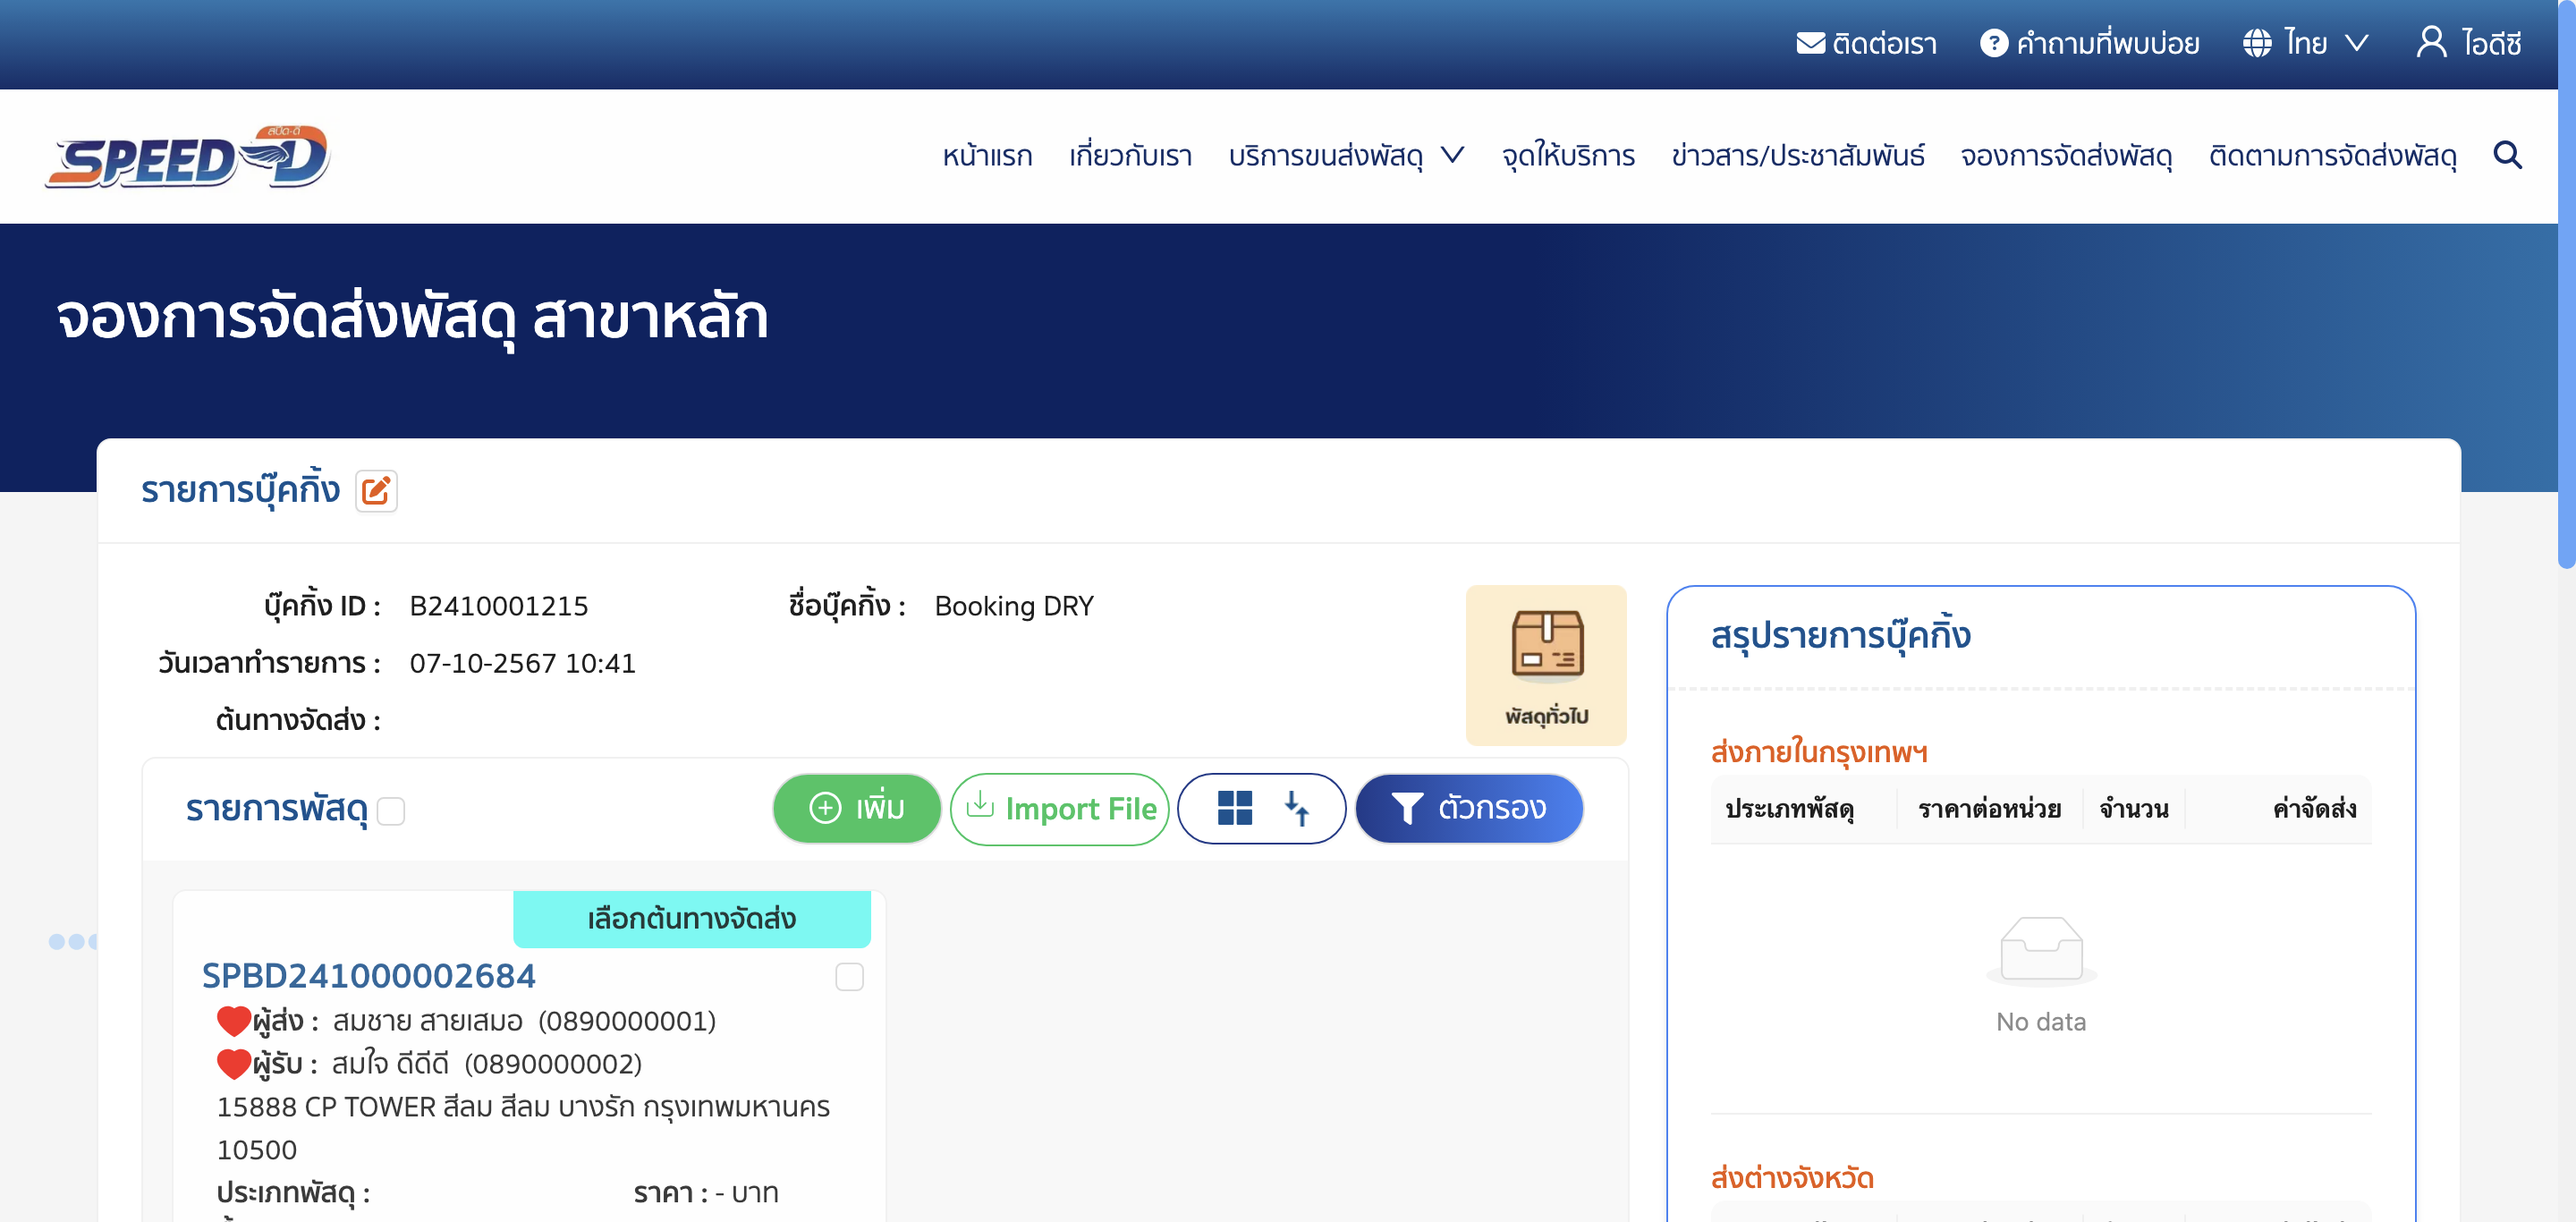 ติดต่อเรา คำถามที่พบบ่อย ไทย ไอดีซี
สปีด-ดี
SPEED-D
หน้าแรก เกี่ยวกับเรา บริการขนส่งพัสดุ จุดให้บริการ ข่าวสาร/ประชาสัมพันธ์ จองการจัดส่งพัสดุ ติดตามการจัดส่งพัสดุ
จองการจัดส่งพัสดุ สาขาหลัก
รายการบุ๊คกิ้ง
บุ๊คกิ้ง ID : B2410001215 ชื่อบุ๊คกิ้ง : Booking DRY
วันเวลาทำรายการ : 07-10-2567 10:41
ต้นทางจัดส่ง :
พัสดุทั่วไป
รายการพัสดุ เพิ่ม Import File ตัวกรอง
เลือกต้นทางจัดส่ง
SPBD241000002684
ผู้ส่ง : สมชาย สายเสมอ (0890000001)
ผู้รับ : สมใจ ดีดีดี (0890000002)
15888 CP TOWER สีลม สีลม บางรัก กรุงเทพมหานคร
10500
ประเภทพัสดุ : ราคา : - บาท
สรุปรายการบุ๊คกิ้ง
ส่งภายในกรุงเทพฯ
ประเภทพัสดุ ราคาต่อหน่วย จำนวน ค่าจัดส่ง
No data
ส่งต่างจังหวัด